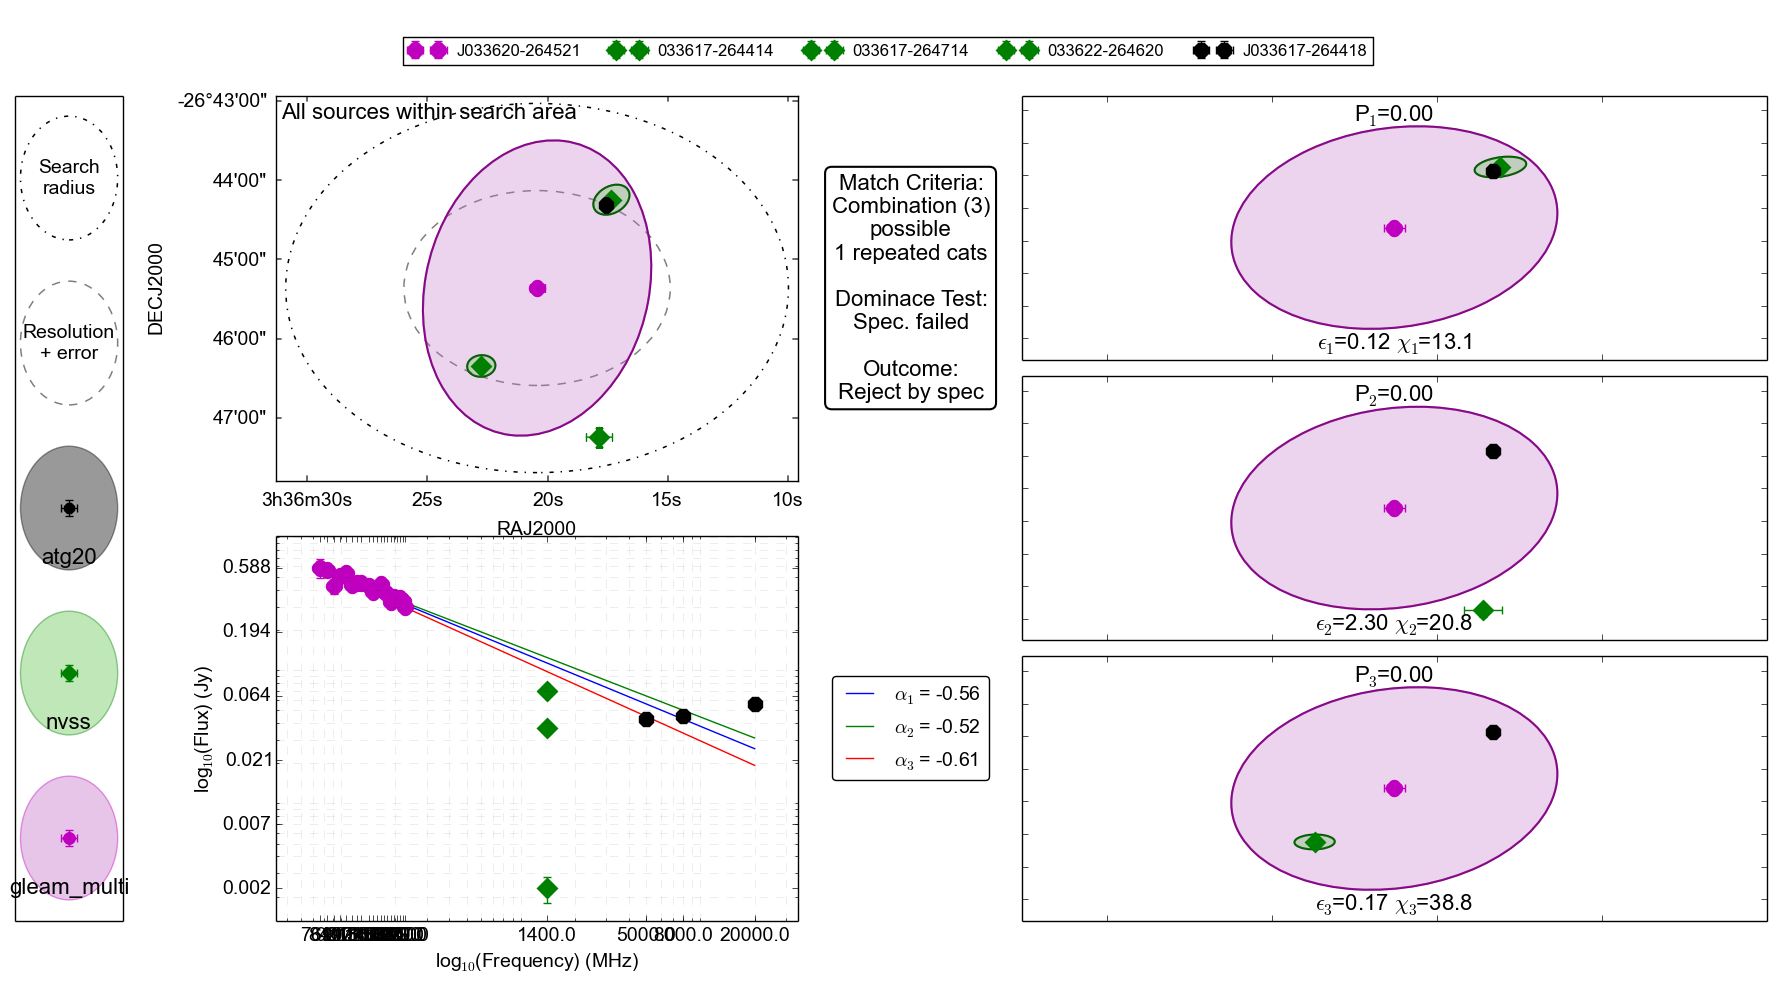 J033620-264521
033617-264414
033617-264714
033622-264620
J033617-264418
Search
radius
Resolution
+ error
atg20
nvss
gleam_multi
All sources within search area
-26°43'00"
44'00"
45'00"
46'00"
47'00"
DECJ2000
3h36m30s
25s
20s
15s
10s
RAJ2000
Match Criteria:
Combination (3)
possible
1 repeated cats
Dominace Test:
Spec. failed
Outcome:
Reject by spec
0.588
0.194
0.064
0.021
0.007
0.002
log₁₀(Flux) (Jy)
1400.0
5000.0
8000.0
20000.0
log₁₀(Frequency) (MHz)
α₁ = -0.56
α₂ = -0.52
α₃ = -0.61
P₁=0.00
ϵ₁=0.12 χ₁=13.1
P₂=0.00
ϵ₂=2.30 χ₂=20.8
P₃=0.00
ϵ₃=0.17 χ₃=38.8